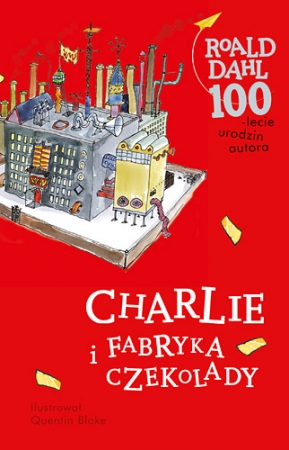 ROALD
DAHL
100
-lecie
urodzin
autora
CHARLIE
i FABRYKA
CZEKOLADY
Ilustrował
Quentin Blake